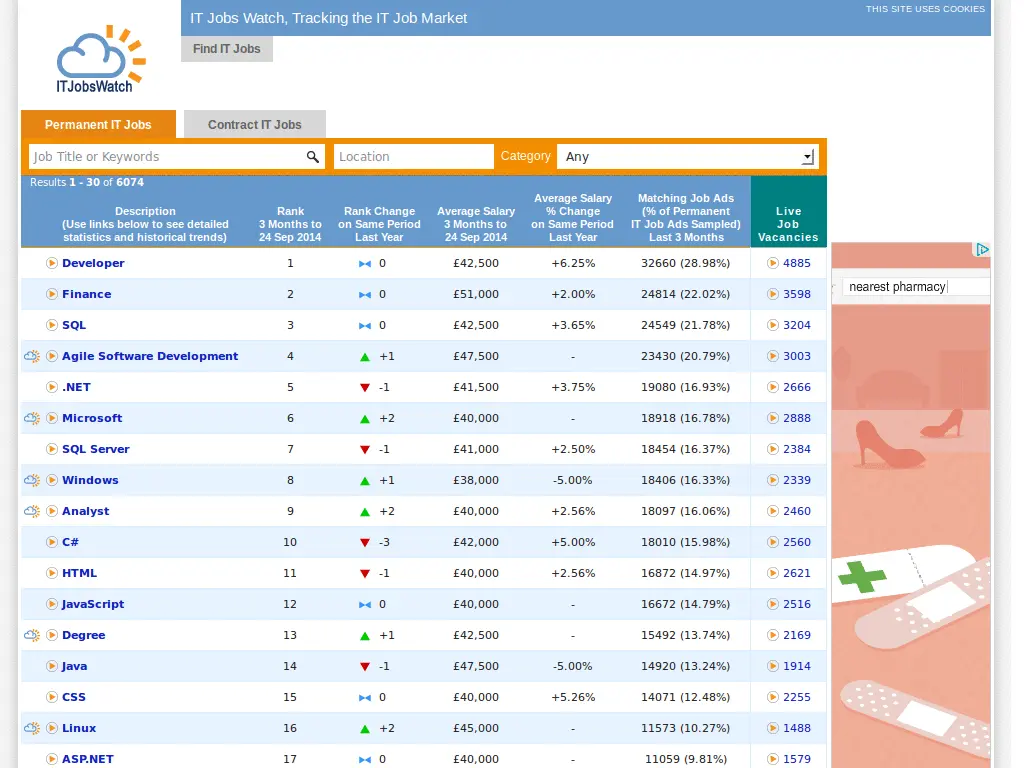 IT Jobs Watch, Tracking the IT Job Market
THIS SITE USES COOKIES
ITJobsWatch
Find IT Jobs
Permanent IT Jobs
Contract IT Jobs
Job Title or Keywords
Location
Category
Any
Results 1 - 30 of 6074
Description
(Use links below to see detailed
statistics and historical trends)
Rank
3 Months to
24 Sep 2014
Rank Change
on Same Period
Last Year
Average Salary
3 Months to
24 Sep 2014
Average Salary
% Change
on Same Period
Last Year
Matching Job Ads
(% of Permanent
IT Job Ads Sampled)
Last 3 Months
Live
Job
Vacancies
Developer 1 0 £42,500 +6.25% 32660 (28.98%) 4885
Finance 2 0 £51,000 +2.00% 24814 (22.02%) 3598
SQL 3 0 £42,500 +3.65% 24549 (21.78%) 3204
Agile Software Development 4 +1 £47,500 - 23430 (20.79%) 3003
.NET 5 -1 £41,500 +3.75% 19080 (16.93%) 2666
Microsoft 6 +2 £40,000 - 18918 (16.78%) 2888
SQL Server 7 -1 £41,000 +2.50% 18454 (16.37%) 2384
Windows 8 +1 £38,000 -5.00% 18406 (16.33%) 2339
Analyst 9 +2 £40,000 +2.56% 18097 (16.06%) 2460
C# 10 -3 £42,000 +5.00% 18010 (15.98%) 2560
HTML 11 -1 £40,000 +2.56% 16872 (14.97%) 2621
JavaScript 12 0 £40,000 - 16672 (14.79%) 2516
Degree 13 +1 £42,500 - 15492 (13.74%) 2169
Java 14 -1 £47,500 -5.00% 14920 (13.24%) 1914
CSS 15 0 £40,000 +5.26% 14071 (12.48%) 2255
Linux 16 +2 £45,000 - 11573 (10.27%) 1488
ASP.NET 17 0 £40,000 - 11059 (9.81%) 1579
nearest pharmacy